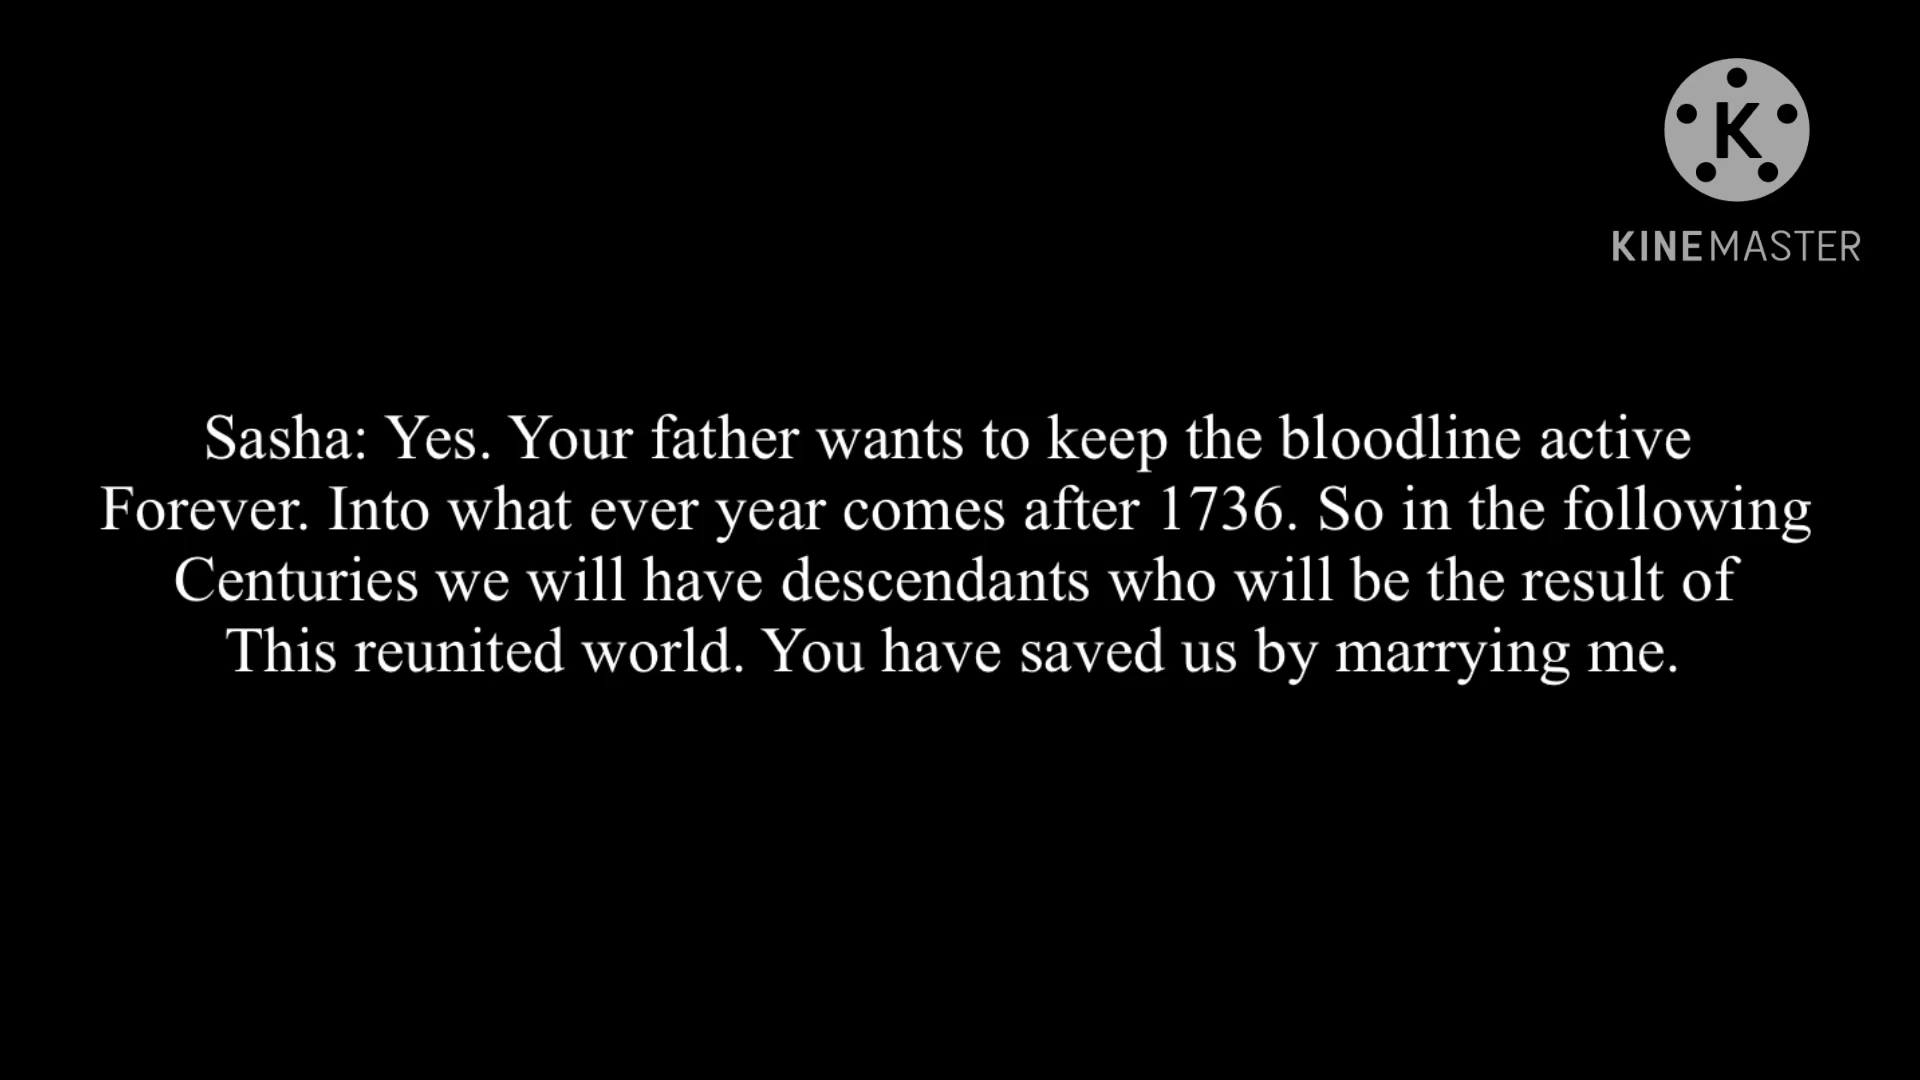 K
KINEMASTER
Sasha: Yes. Your father wants to keep the bloodline active
Forever. Into what ever year comes after 1736. So in the following
Centuries we will have descendants who will be the result of
This reunited world. You have saved us by marrying me.